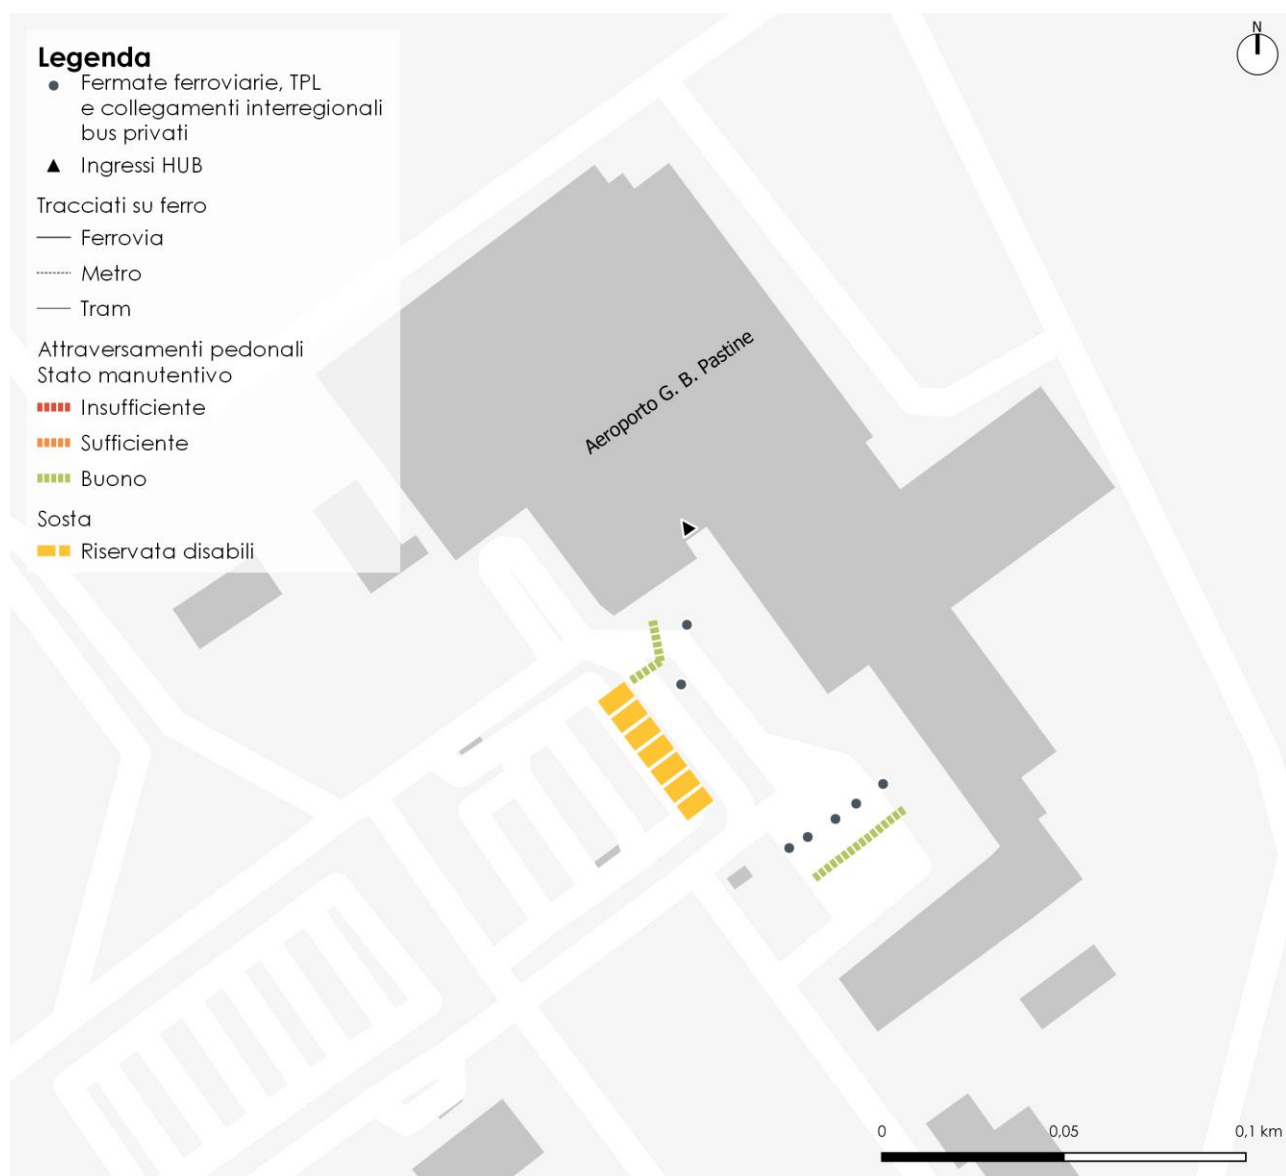 Legenda
Fermate ferroviarie, TPL
e collegamenti interregionali
bus privati
Ingressi HUB
Tracciati su ferro
Ferrovia
Metro
Tram
Attraversamenti pedonali
Stato manutentivo
Insufficiente
Sufficiente
Buono
Sosta
Riservata disabili
N
Aeroporto G. B. Pastine
0
0,05
0,1 km